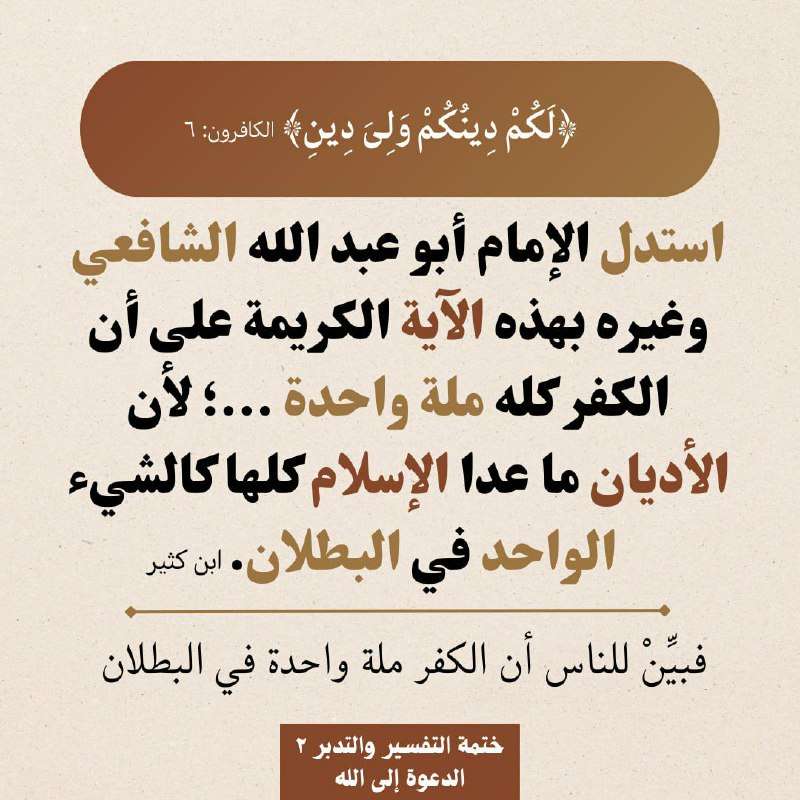 ﴿لَكُمْ دِينُكُمْ وَلِىَ دِينِ﴾ الكافرون: ٦
استدل الإمام أبو عبد الله الشافعي
وغيره بهذه الآية الكريمة على أن
الكفر كله ملة واحدة ...؛ لأن
الأديان ما عدا الإسلام كلها كالشيء
الواحد في البطلان. ابن كثير
فبيِّنْ للناس أن الكفر ملة واحدة في البطلان
ختمة التفسير والتدبر ٢
الدعوة إلى الله